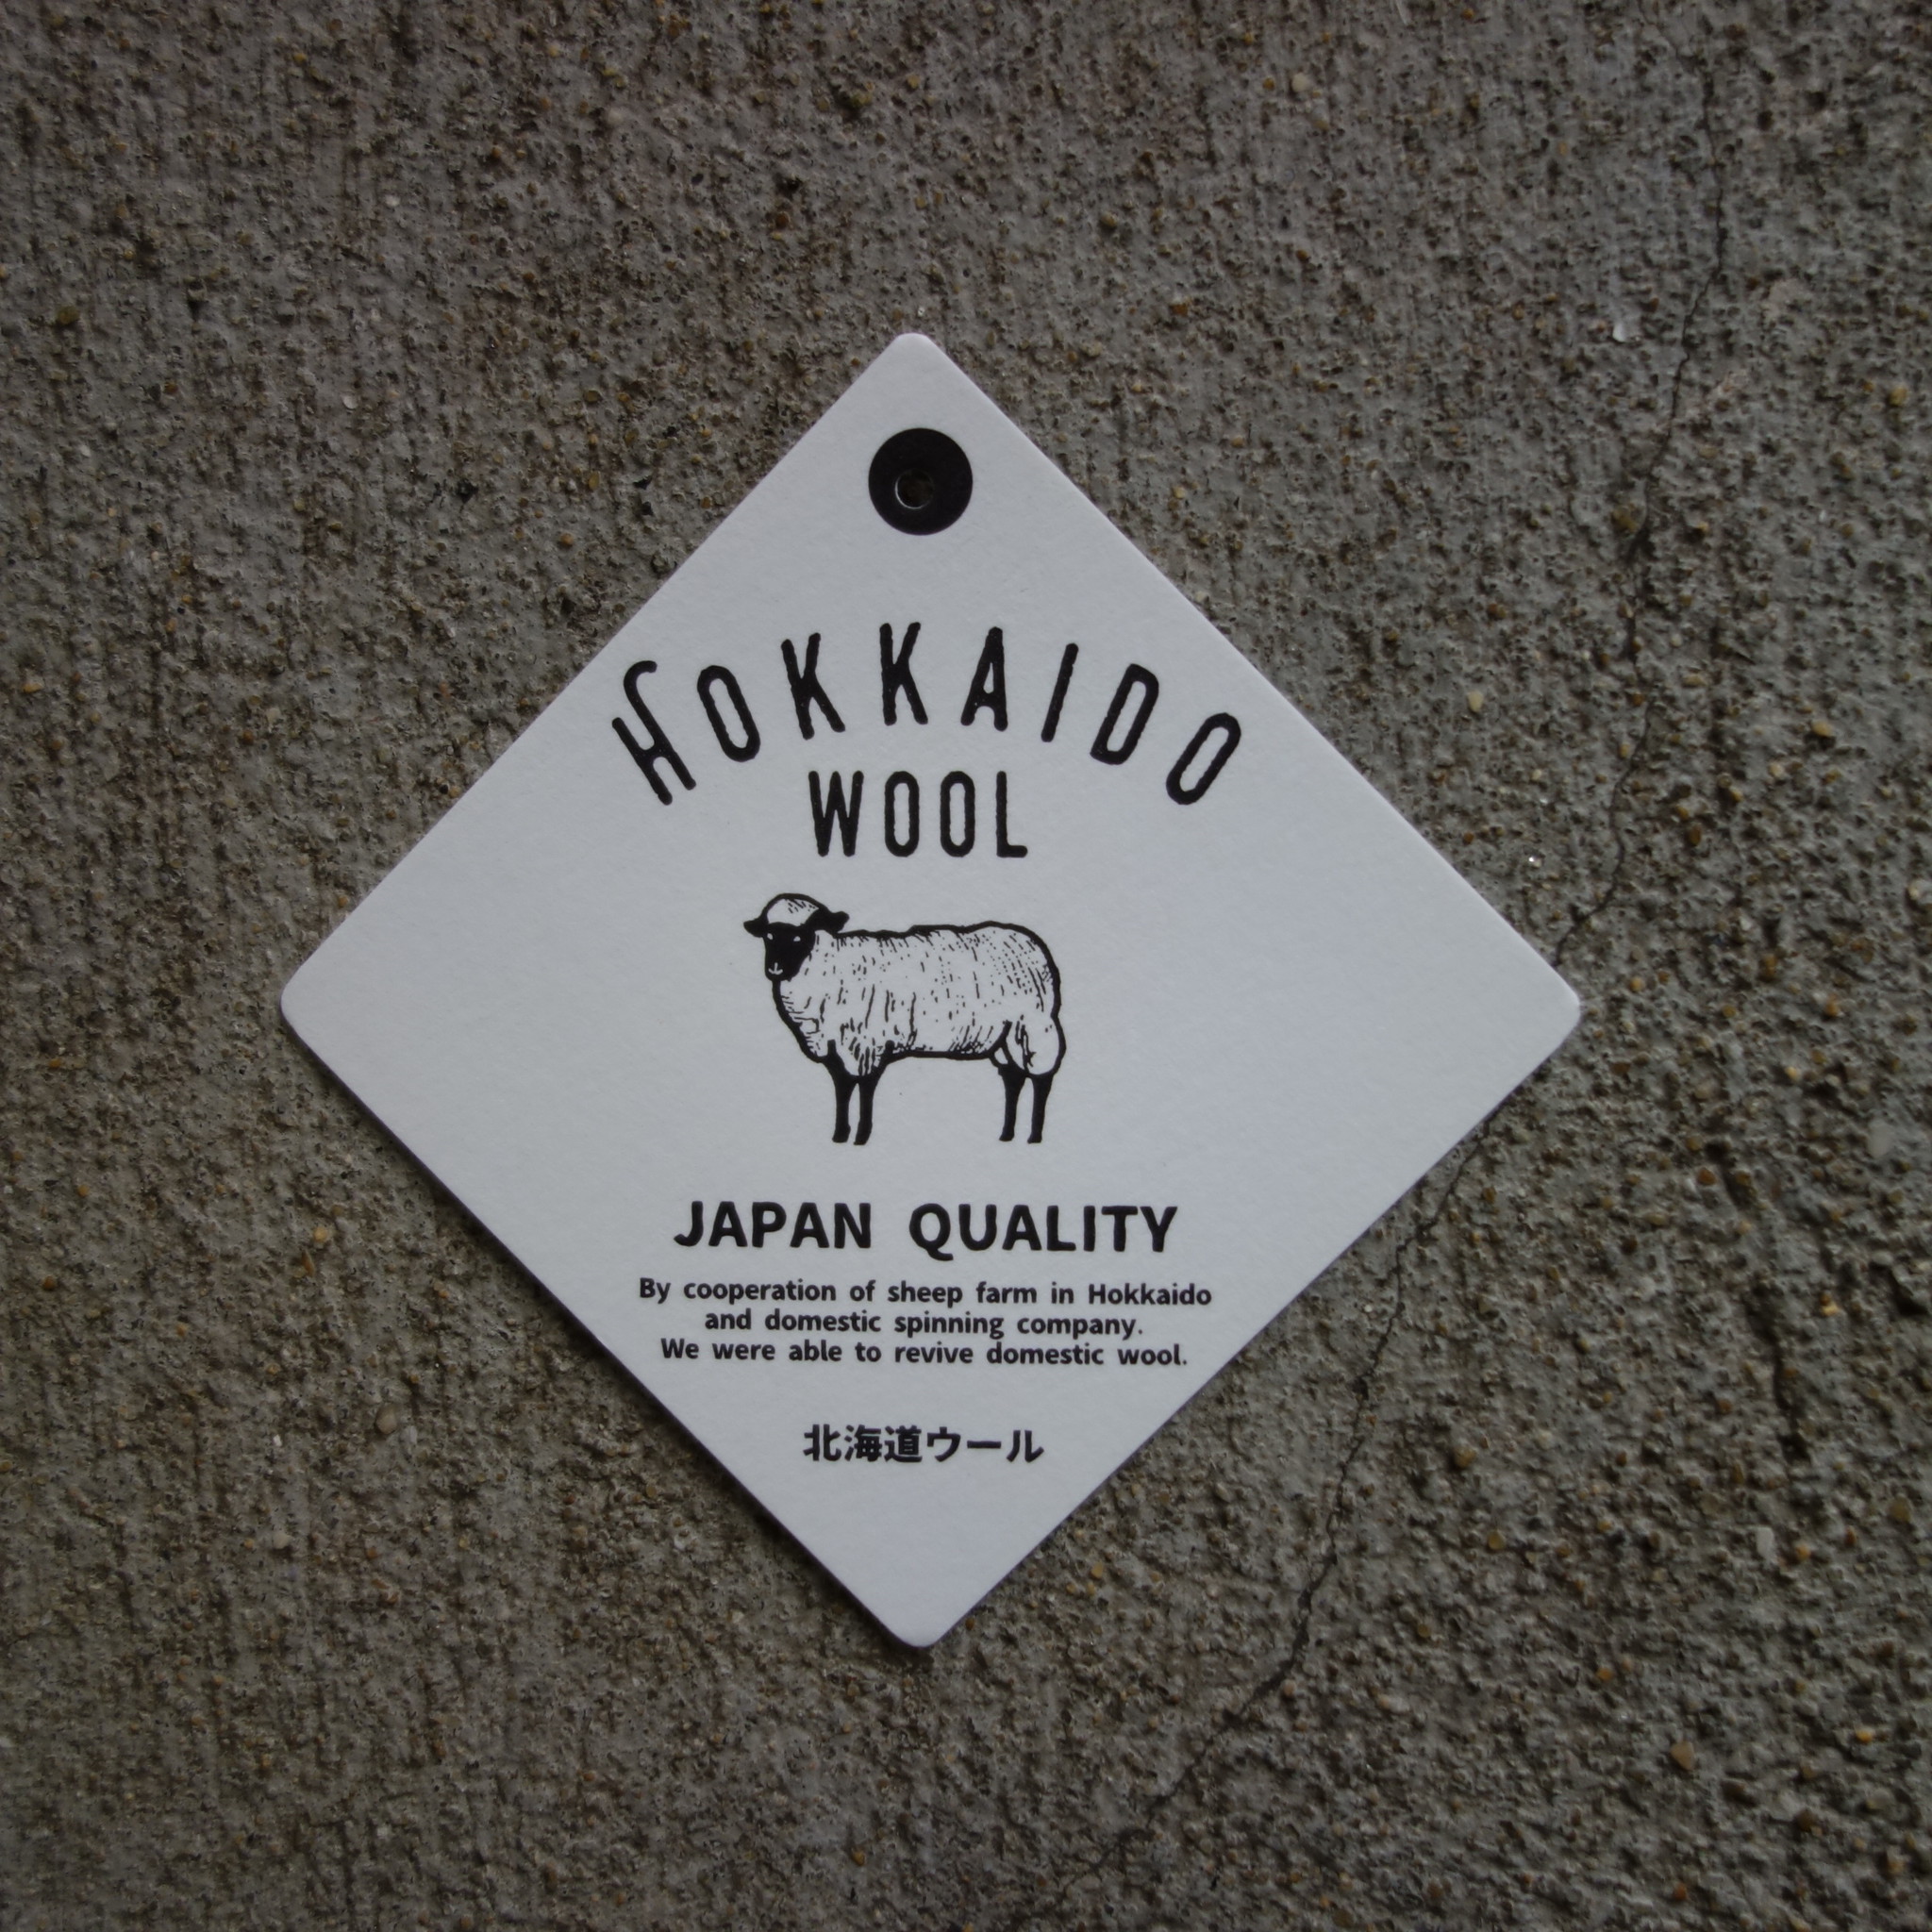 HOKKAIDO
WOOL
JAPAN QUALITY
By cooperation of sheep farm in Hokkaido
and domestic spinning company.
We were able to revive domestic wool.
北海道ウール